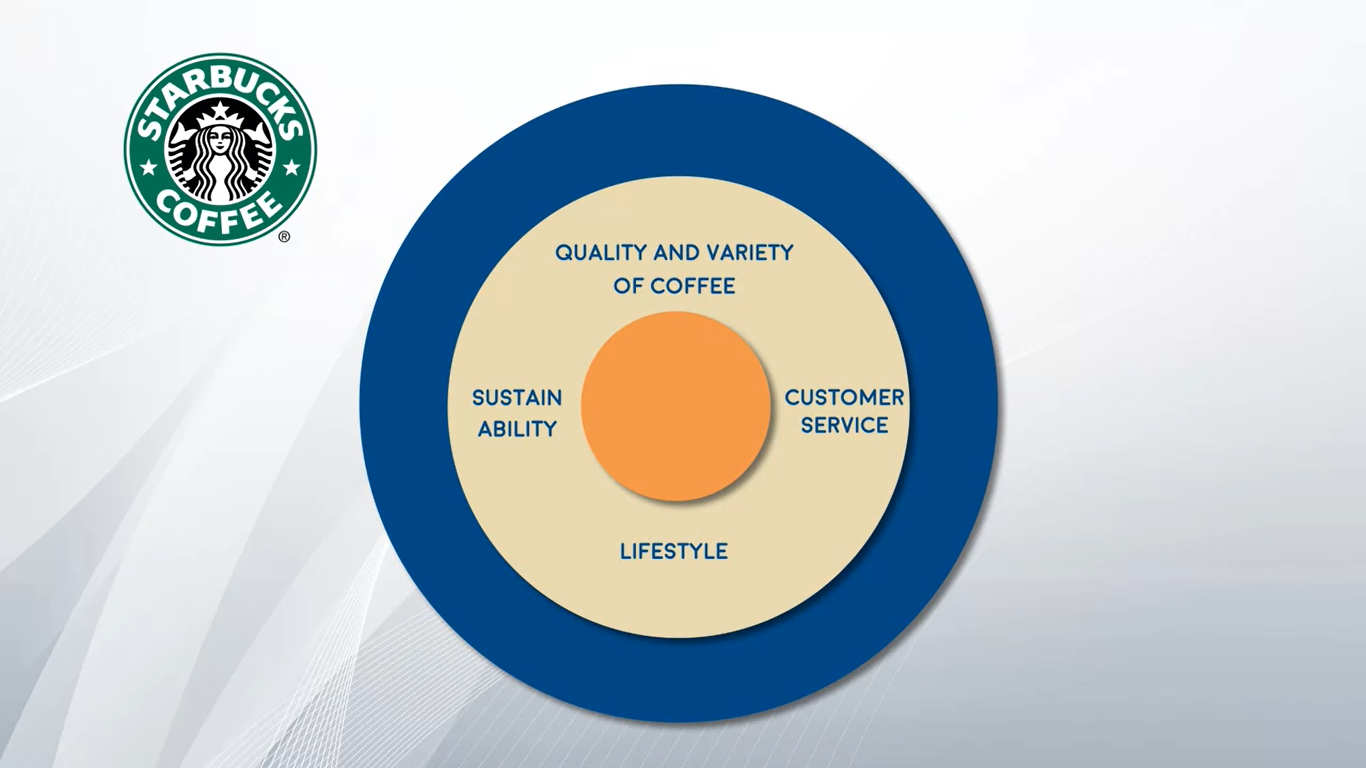 STARBUCKS
COFFEE
®
QUALITY AND VARIETY
OF COFFEE
SUSTAIN
ABILITY
CUSTOMER
SERVICE
LIFESTYLE